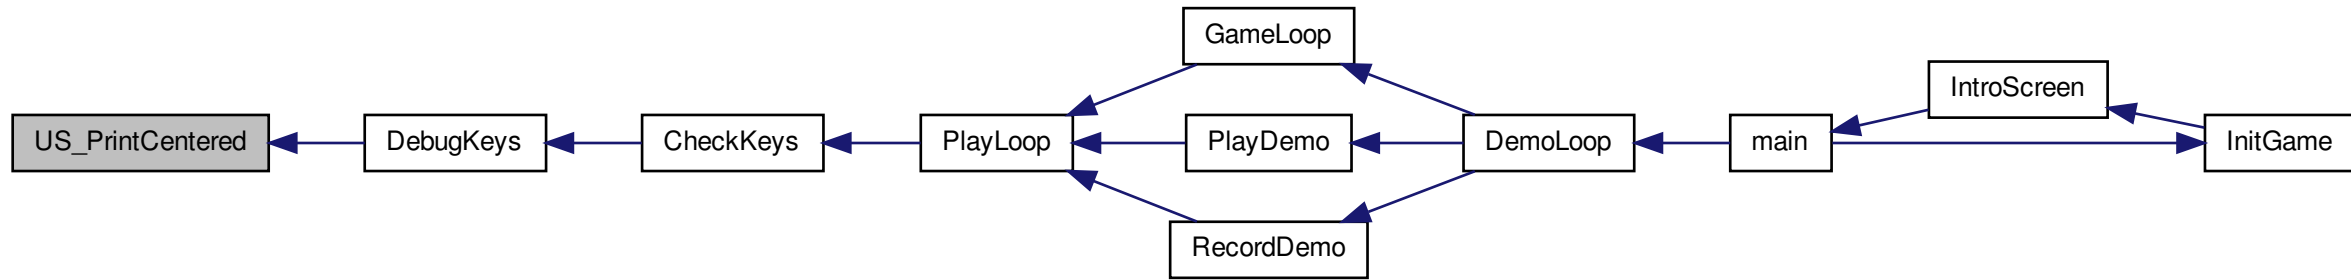 US_PrintCentered
DebugKeys
CheckKeys
PlayLoop
GameLoop
PlayDemo
RecordDemo
DemoLoop
main
IntroScreen
InitGame